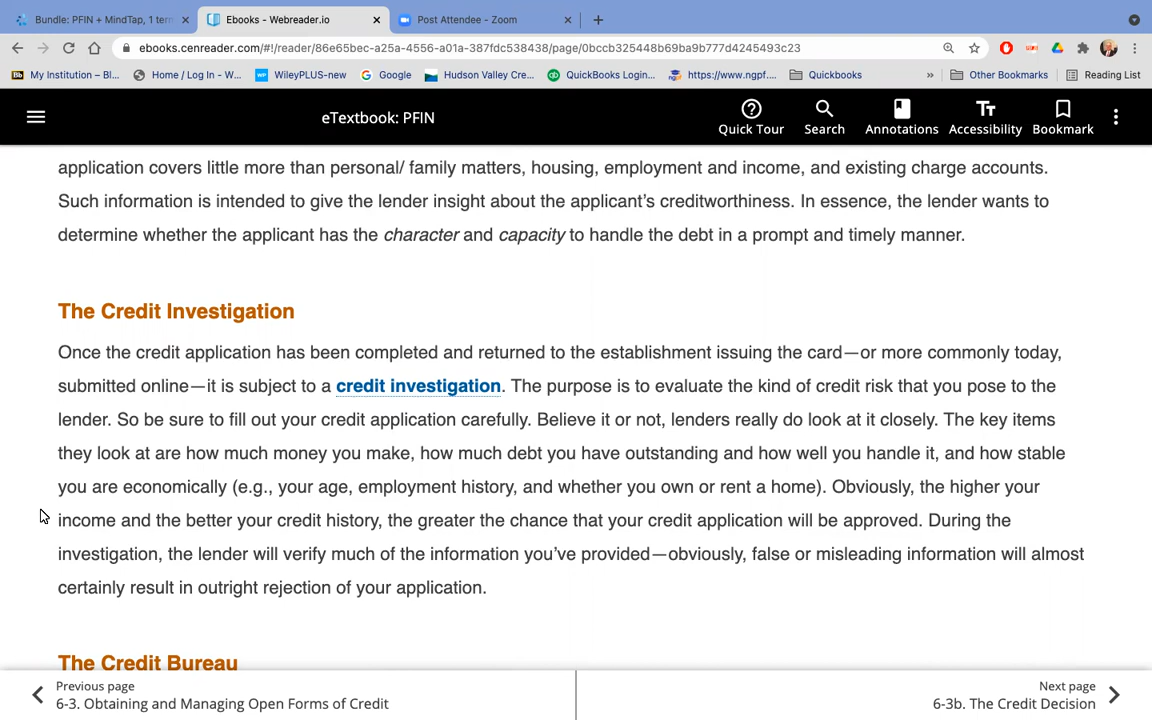 Bundle: PFIN + MindTap, 1 tern
Ebooks - Webreader.io
Post Attendee - Zoom
ebooks.cenreader.com/#!/reader/86e65bec-a25a-4556-a01a-387fdc538438/page/0bccb325448b69ba9b777d4245493c23
My Institution – Bl...
Home / Log In - W...
WileyPLUS-new
Google
Hudson Valley Cre...
QuickBooks Login...
https://www.ngpf....
Quickbooks
»
Other Bookmarks
Reading List
eTextbook: PFIN
Quick Tour
Search
Annotations
Accessibility
Bookmark
application covers little more than personal/ family matters, housing, employment and income, and existing charge accounts.
Such information is intended to give the lender insight about the applicant's creditworthiness. In essence, the lender wants to
determine whether the applicant has the character and capacity to handle the debt in a prompt and timely manner.
The Credit Investigation
Once the credit application has been completed and returned to the establishment issuing the card—or more commonly today,
submitted online—it is subject to a credit investigation. The purpose is to evaluate the kind of credit risk that you pose to the
lender. So be sure to fill out your credit application carefully. Believe it or not, lenders really do look at it closely. The key items
they look at are how much money you make, how much debt you have outstanding and how well you handle it, and how stable
you are economically (e.g., your age, employment history, and whether you own or rent a home). Obviously, the higher your
income and the better your credit history, the greater the chance that your credit application will be approved. During the
investigation, the lender will verify much of the information you've provided—obviously, false or misleading information will almost
certainly result in outright rejection of your application.
The Credit Bureau
Previous page
6-3. Obtaining and Managing Open Forms of Credit
Next page
6-3b. The Credit Decision